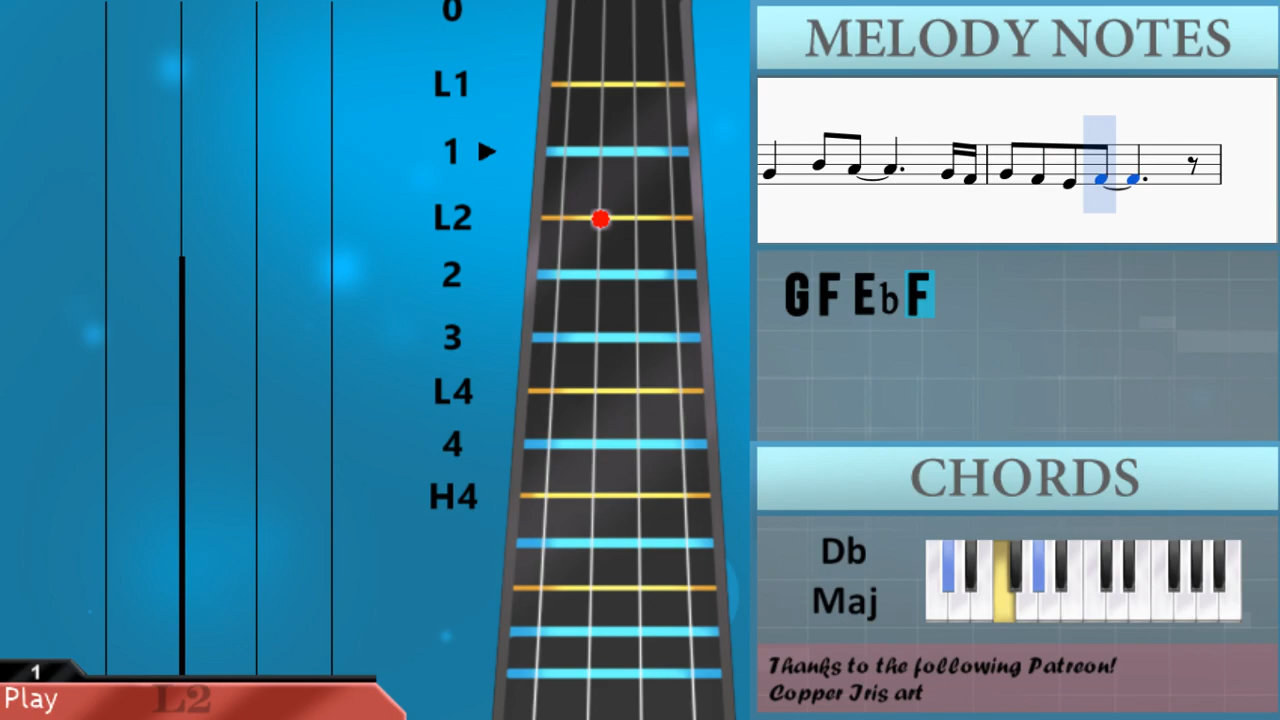 0
L1
1
L2
2
3
L4
4
H4
1
Play
L2
MELODY NOTES
G F Eb F
CHORDS
Db
Maj
Thanks to the following Patreon!
Copper Iris art